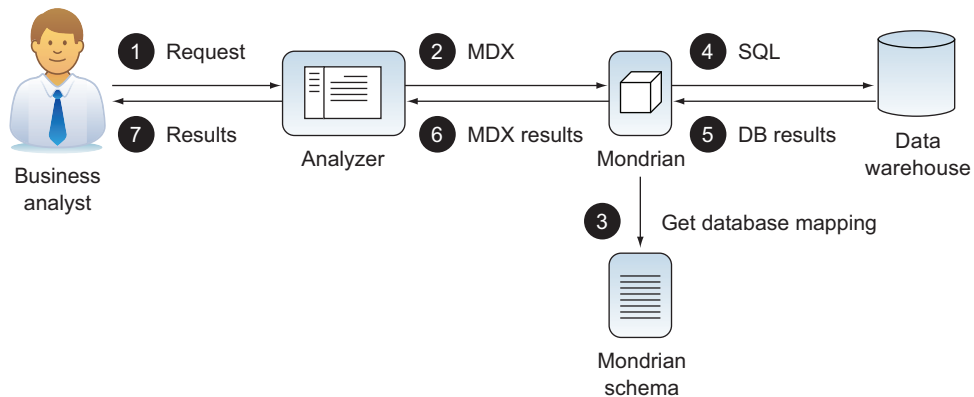 1 Request
2 MDX
4 SQL
7 Results
6 MDX results
5 DB results
Analyzer
Mondrian
Data
warehouse
Business
analyst
3 Get database mapping
Mondrian
schema